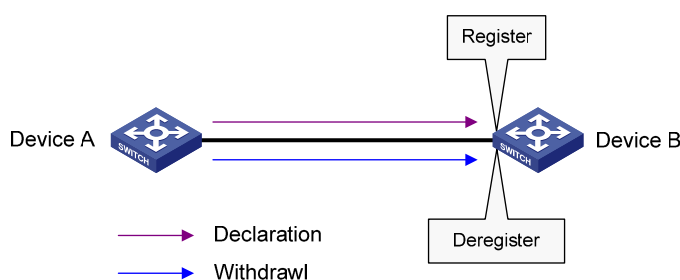 Register
Device A
SWITCH
SWITCH
Device B
Deregister
Declaration
Withdrawl